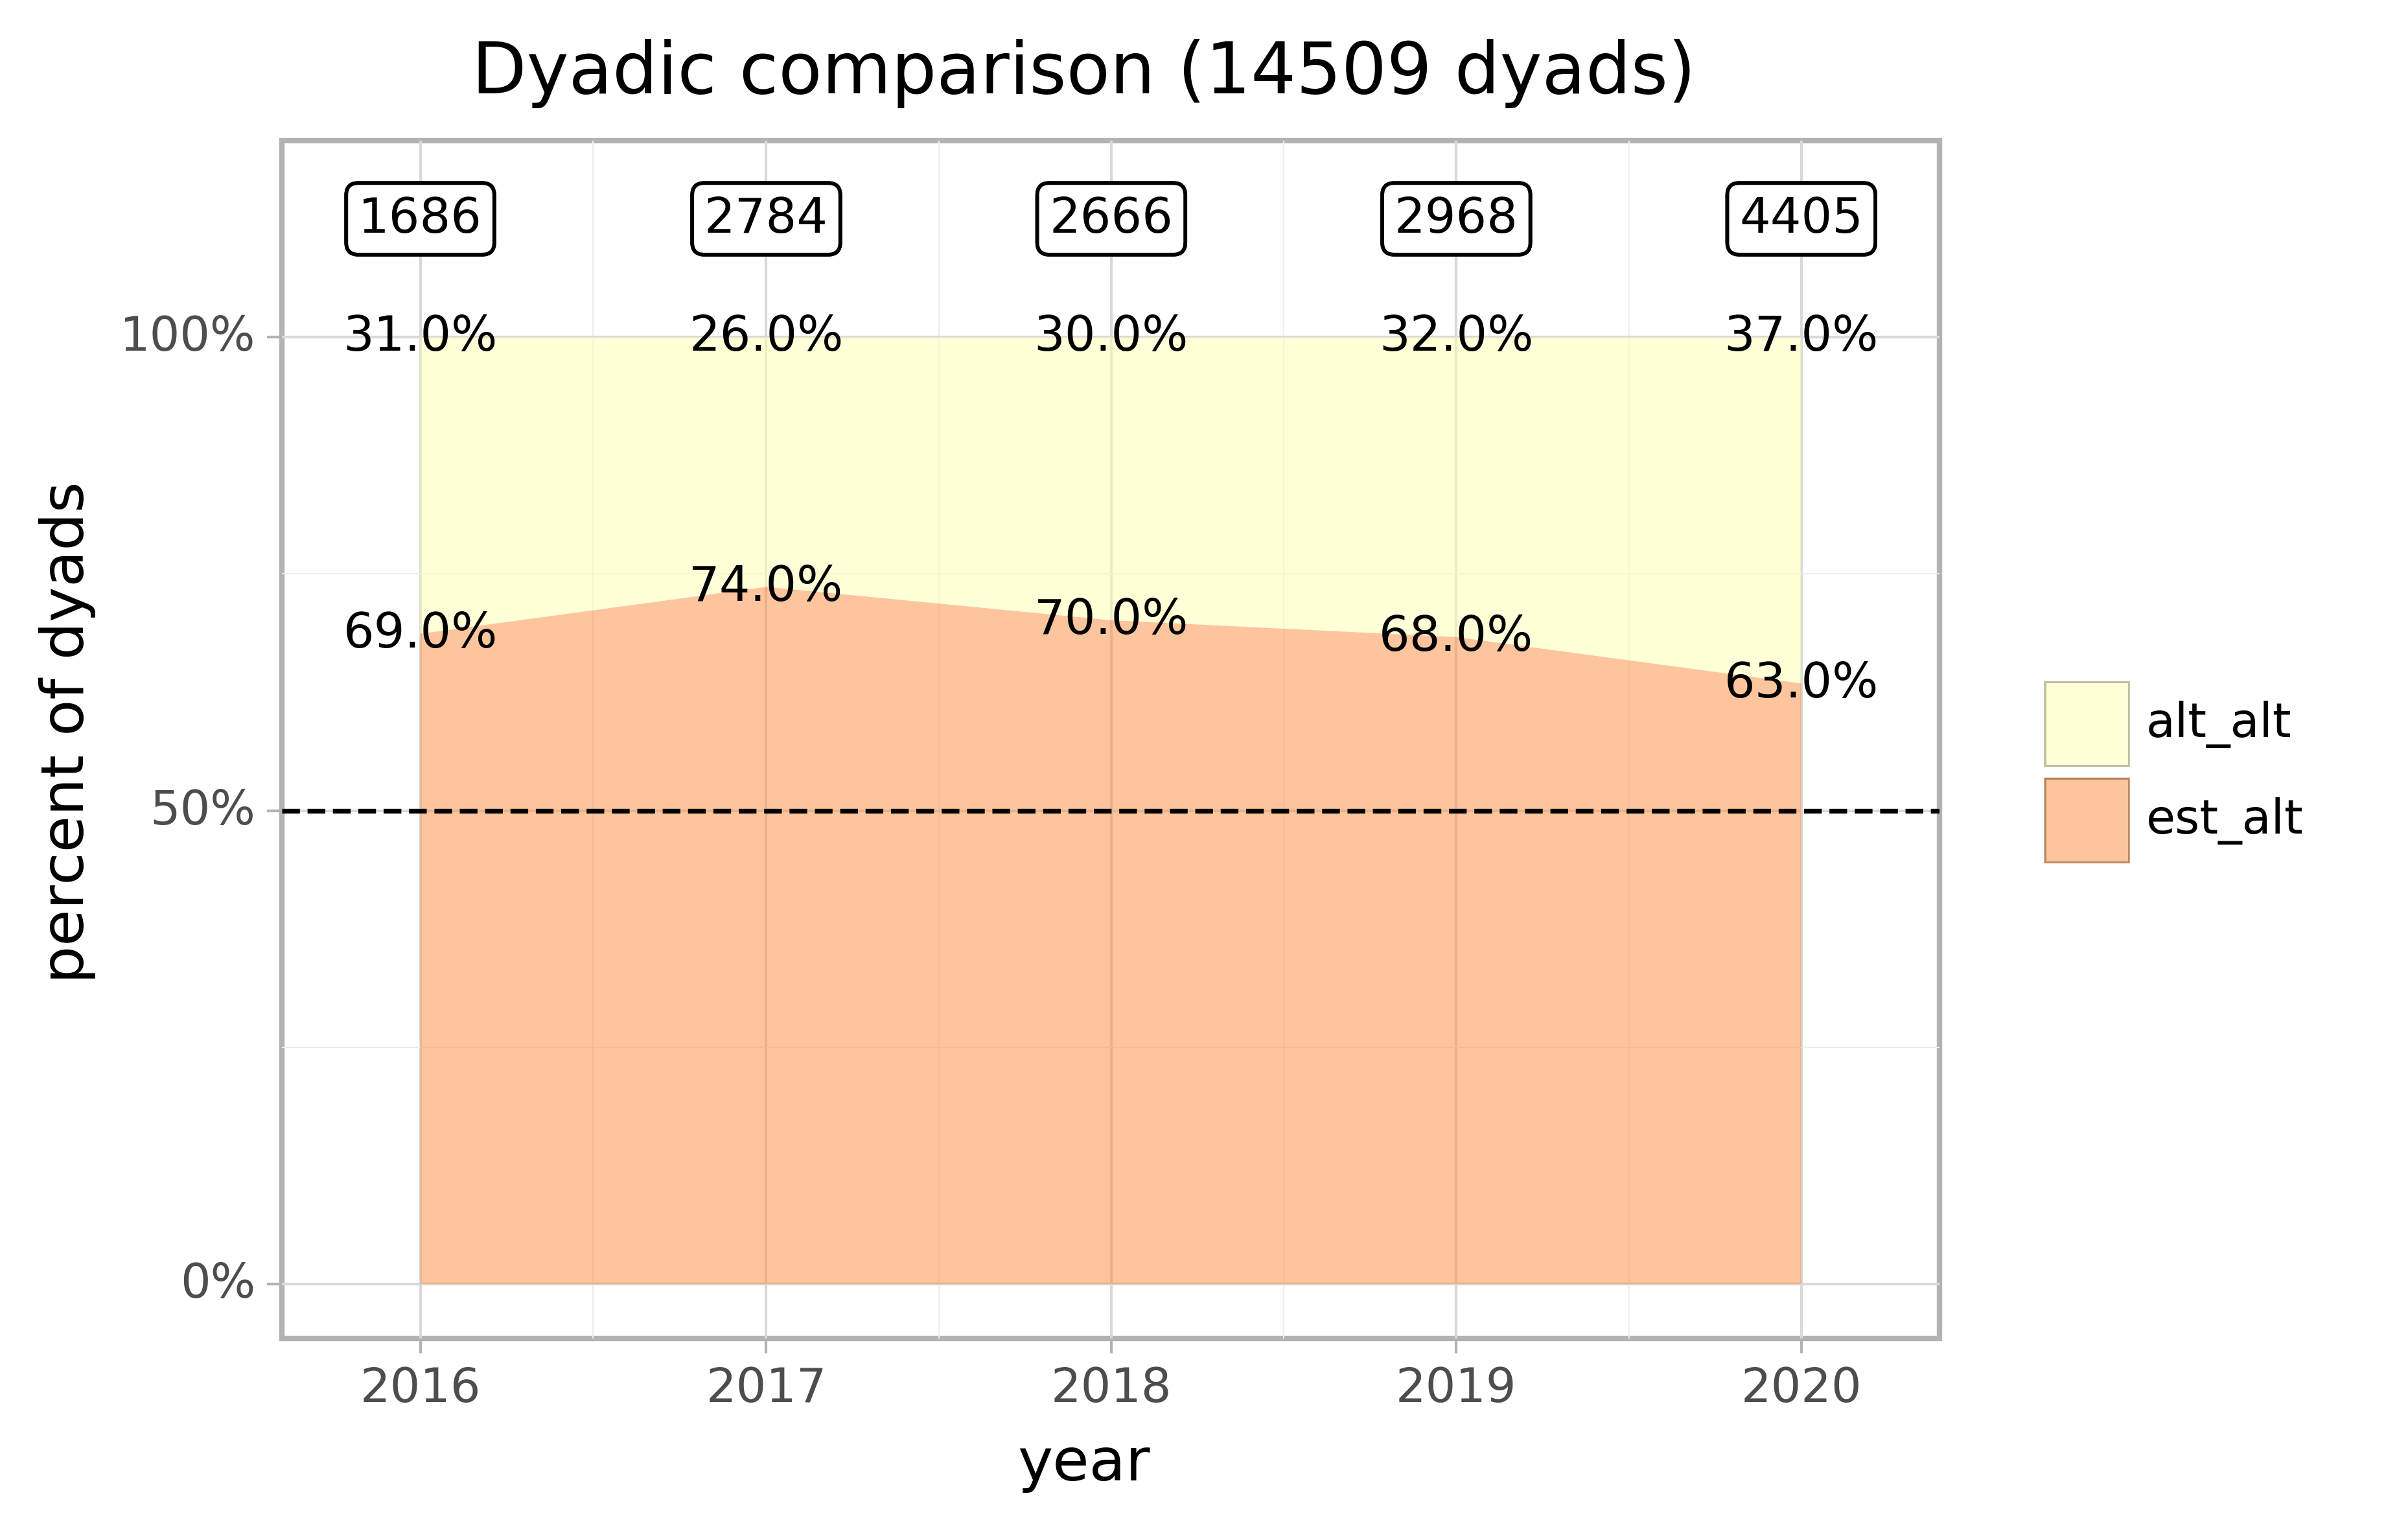 Dyadic comparison (14509 dyads)
1686 2784 2666 2968 4405
100% 31.0% 26.0% 30.0% 32.0% 37.0%
69.0% 74.0% 70.0% 68.0% 63.0%
50%
0%
percent of dyads
2016 2017 2018 2019 2020
year
alt_alt
est_alt